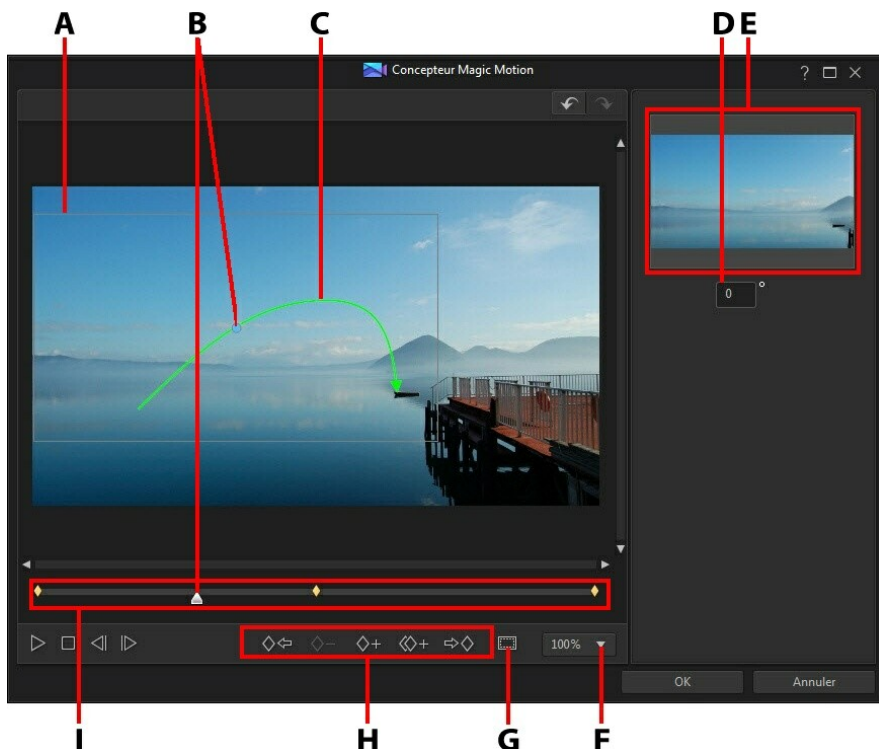 A B C D E
Concepteur Magic Motion
?
0 °
100%
OK Annuler
I H G F